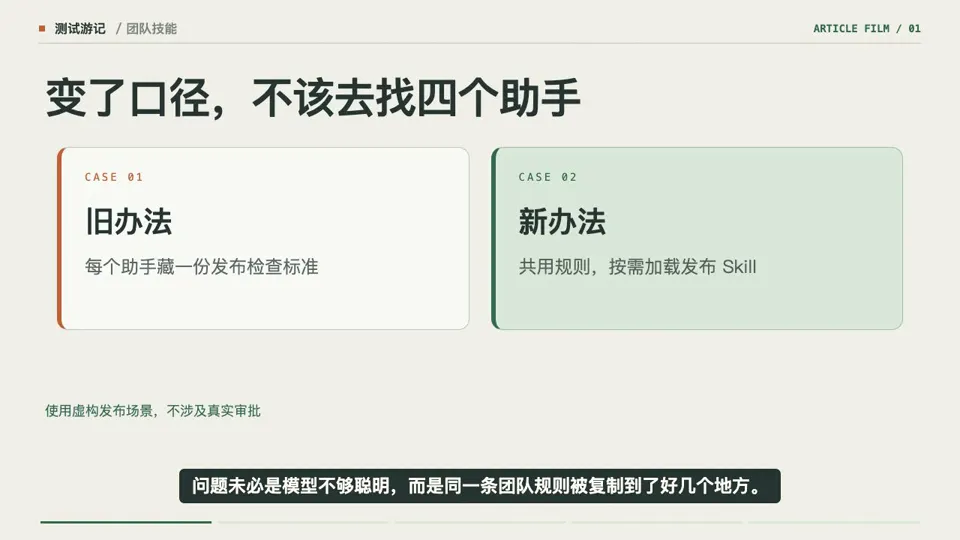 测试游记 / 团队技能
ARTICLE FILM / 01
变了口径，不该去找四个助手
CASE 01
旧办法
每个助手藏一份发布检查标准
CASE 02
新办法
共用规则，按需加载发布 Skill
使用虚构发布场景，不涉及真实审批
问题未必是模型不够聪明，而是同一条团队规则被复制到了好几个地方。